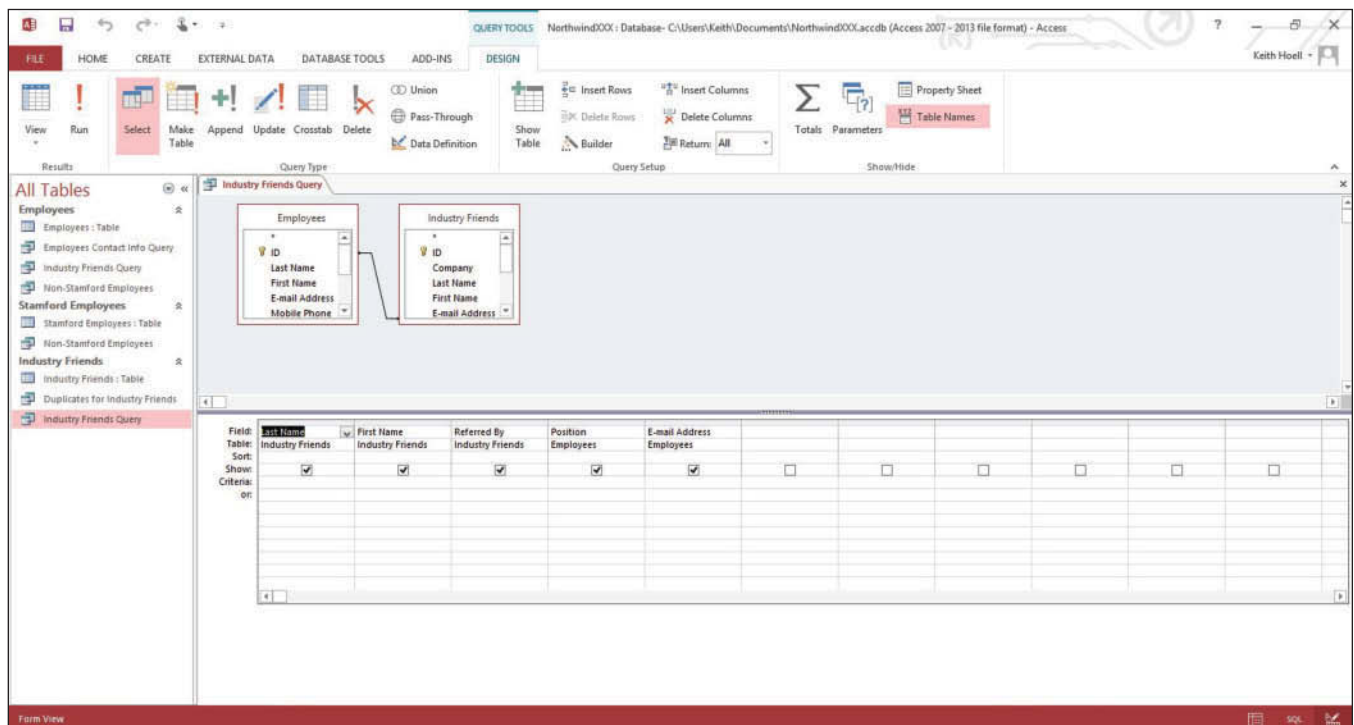 QUERY TOOLS NorthwindXXX : Database- C:\Users\Keith\Documents\NorthwindXXX.accdb (Access 2007 - 2013 file format) - Access
FILE HOME CREATE EXTERNAL DATA DATABASE TOOLS ADD-INS DESIGN Keith Hoell
View Run Select Make Table Append Update Crosstab Delete
Union
Pass-Through
Data Definition
Show Table
Insert Rows
Delete Rows
Builder
Insert Columns
Delete Columns
Return: All
Totals Parameters
Property Sheet
Table Names
Results Query Type Query Setup Show/Hide
All Tables
Employees
Employees : Table
Employees Contact Info Query
Industry Friends Query
Non-Stamford Employees
Stamford Employees
Stamford Employees : Table
Non-Stamford Employees
Industry Friends
Industry Friends : Table
Duplicates for Industry Friends
Industry Friends Query
Industry Friends Query
Employees
*
ID
Last Name
First Name
E-mail Address
Mobile Phone
Industry Friends
*
ID
Company
Last Name
First Name
E-mail Address
Field: Last Name First Name Referred By Position E-mail Address
Table: Industry Friends Industry Friends Industry Friends Employees Employees
Sort:
Show:
Criteria:
or:
Form View SQL